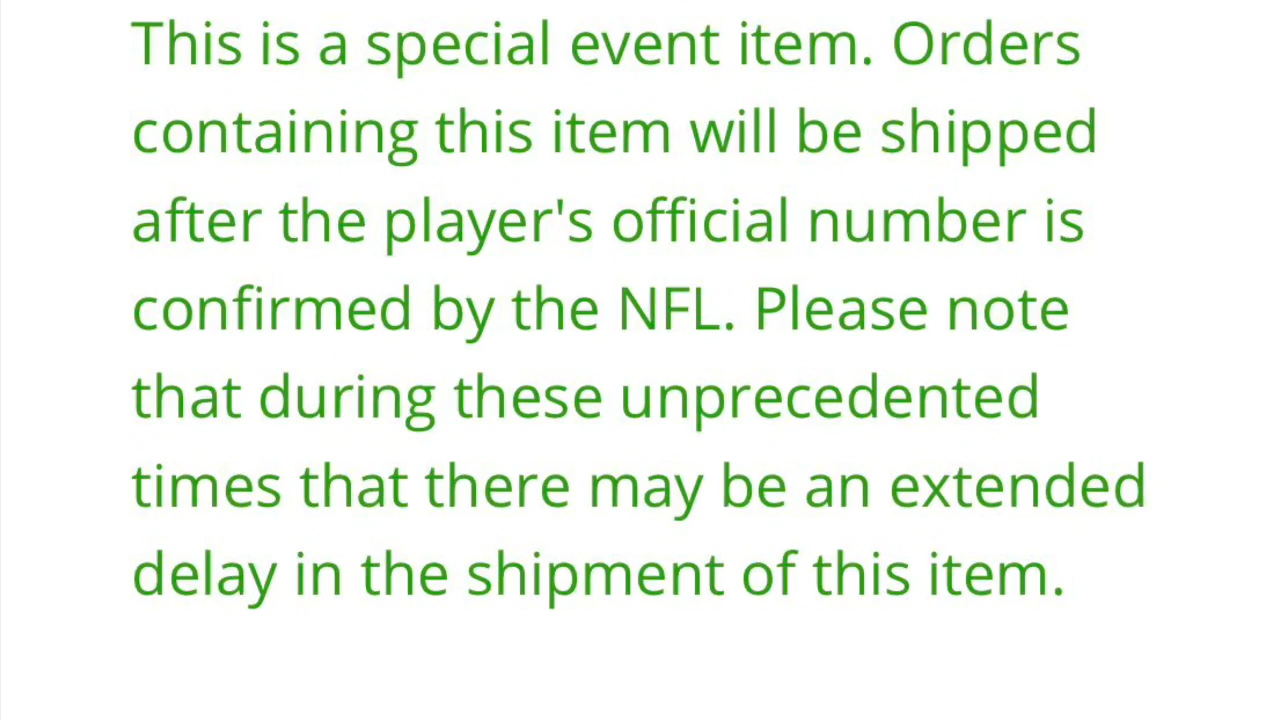 This is a special event item. Orders
containing this item will be shipped
after the player's official number is
confirmed by the NFL. Please note
that during these unprecedented
times that there may be an extended
delay in the shipment of this item.